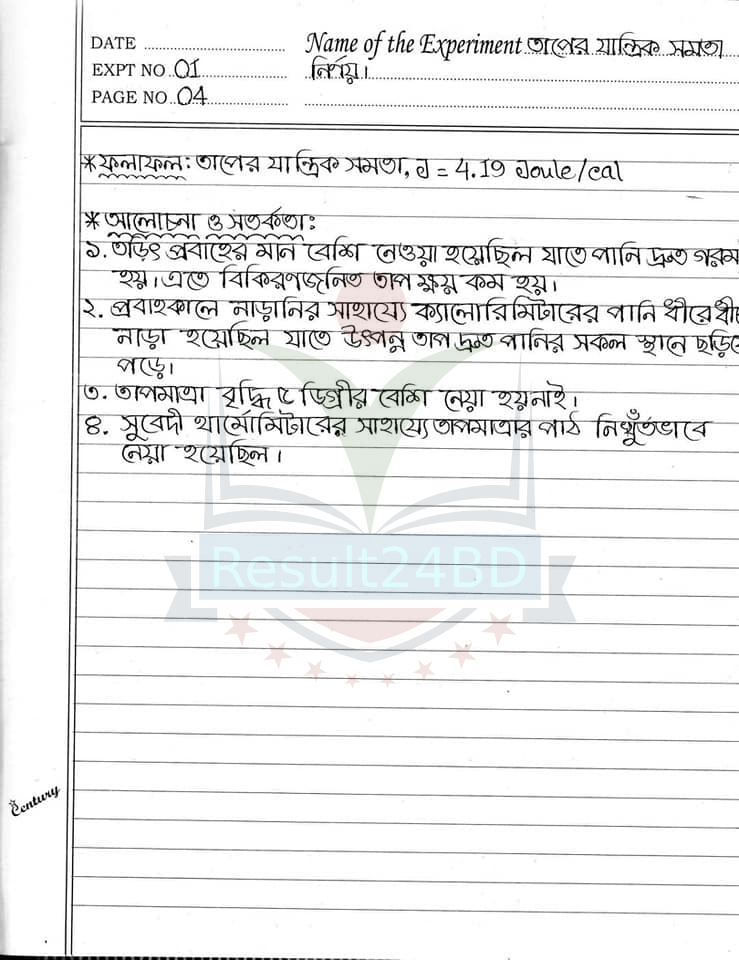 DATE
Name of the Experiment তাপের যান্ত্রিক সমতা
EXPT NO. 01
নির্ণয়।
PAGE NO. 04
*ফলাফল: তাপের যান্ত্রিক সমতা, J = 4.19 Joule/cal
*আলোচনা ও সতর্কতাঃ
১. তড়িৎ প্রবাহের মান বেশি নেওয়া হয়েছিল যাতে পানি দ্রুত গরম
হয়। এতে বিকিরণজনিত তাপ ক্ষয় কম হয়।
২. প্রবাহকালে নাড়ানির সাহায্যে ক্যালোরিমিটারের পানি ধীরে
নাড়া হয়েছিল যাতে উৎপন্ন তাপ দ্রুত পানির সকল স্থানে
পড়ে।
৩. তাপমাত্রা বৃদ্ধি ৫ ডিগ্রীর বেশি নেয়া হয়নাই।
৪. সুবেদী থার্মোমিটারের সাহায্যে তাপমাত্রার পাঠ নিখুঁতভাবে
নেয়া হয়েছিল।
Result24BD
Century